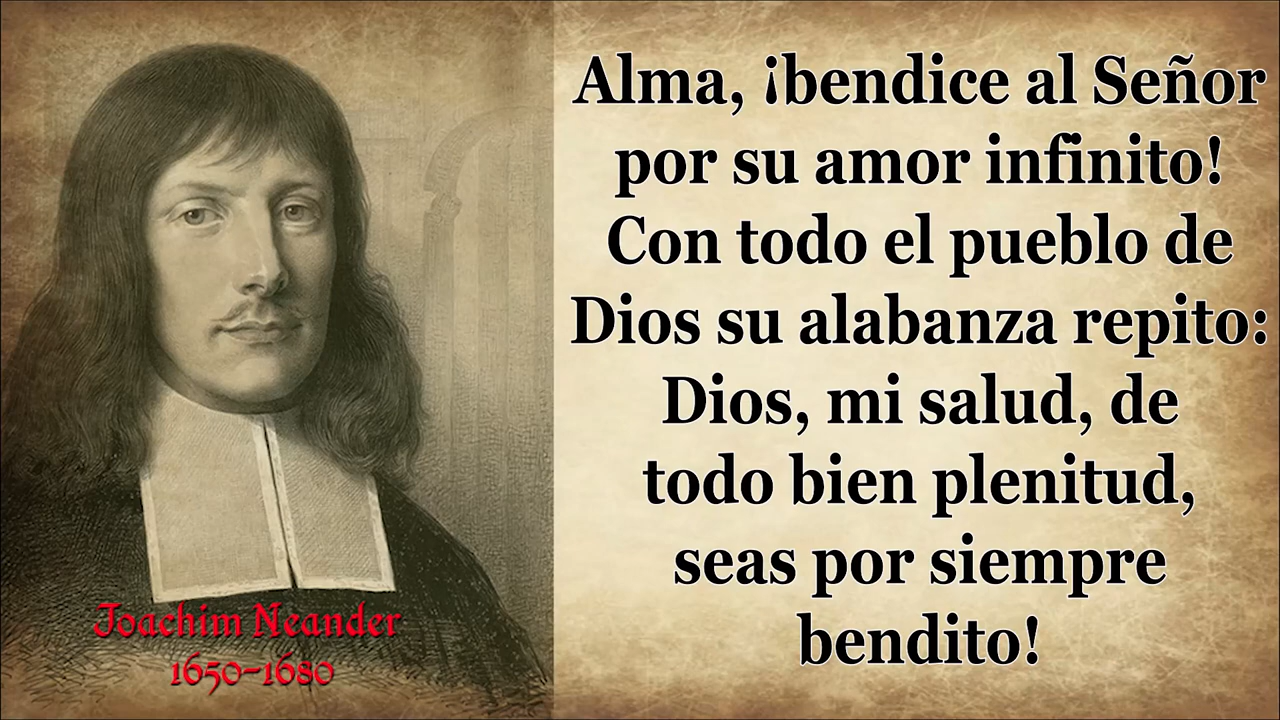 Alma, ¡bendice al Señor
por su amor infinito!
Con todo el pueblo de
Dios su alabanza repito:
Dios, mi salud, de
todo bien plenitud,
seas por siempre
bendito!
Joachim Neander
1650-1680